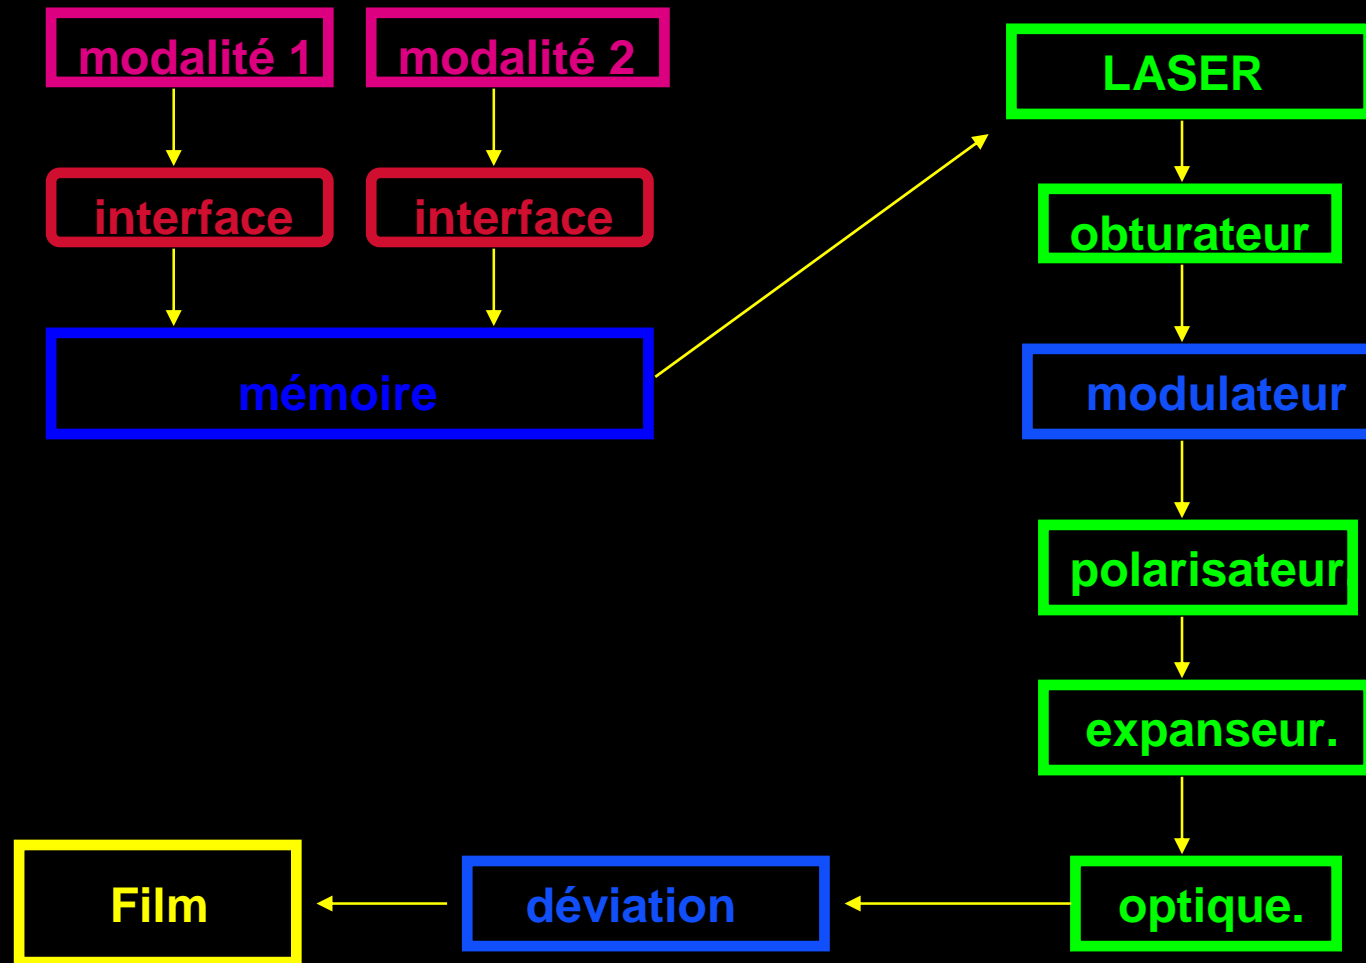 modalité 1
modalité 2
interface
interface
mémoire
LASER
obturateur
modulateur
polarisateur
expanseur.
optique.
déviation
Film